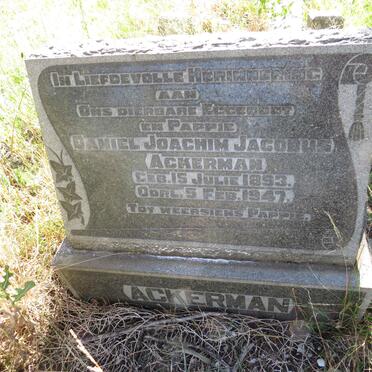 IN LIEFDEVOLLE HERINNERING
AAN
ONS DIERBARE EGGENOOT
EN PAPPIE
DANIEL JOACHIM JACOBUS
ACKERMAN
GEB. 15 JULIE 1893.
OORL. 5 FEB. 1947.
TOT WEERSIENS PAPPIE.
ACKERMAN